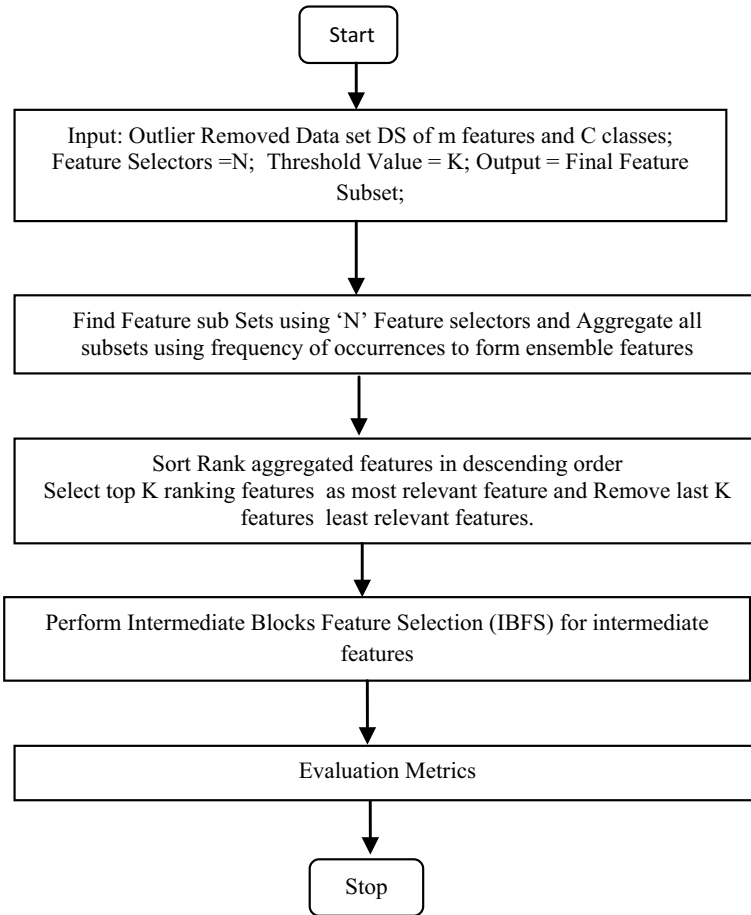 Start
Input: Outlier Removed Data set DS of m features and C classes;
Feature Selectors =N; Threshold Value = K; Output = Final Feature
Subset;
Find Feature sub Sets using ‘N’ Feature selectors and Aggregate all
subsets using frequency of occurrences to form ensemble features
Sort Rank aggregated features in descending order
Select top K ranking features as most relevant feature and Remove last K
features least relevant features.
Perform Intermediate Blocks Feature Selection (IBFS) for intermediate
features
Evaluation Metrics
Stop